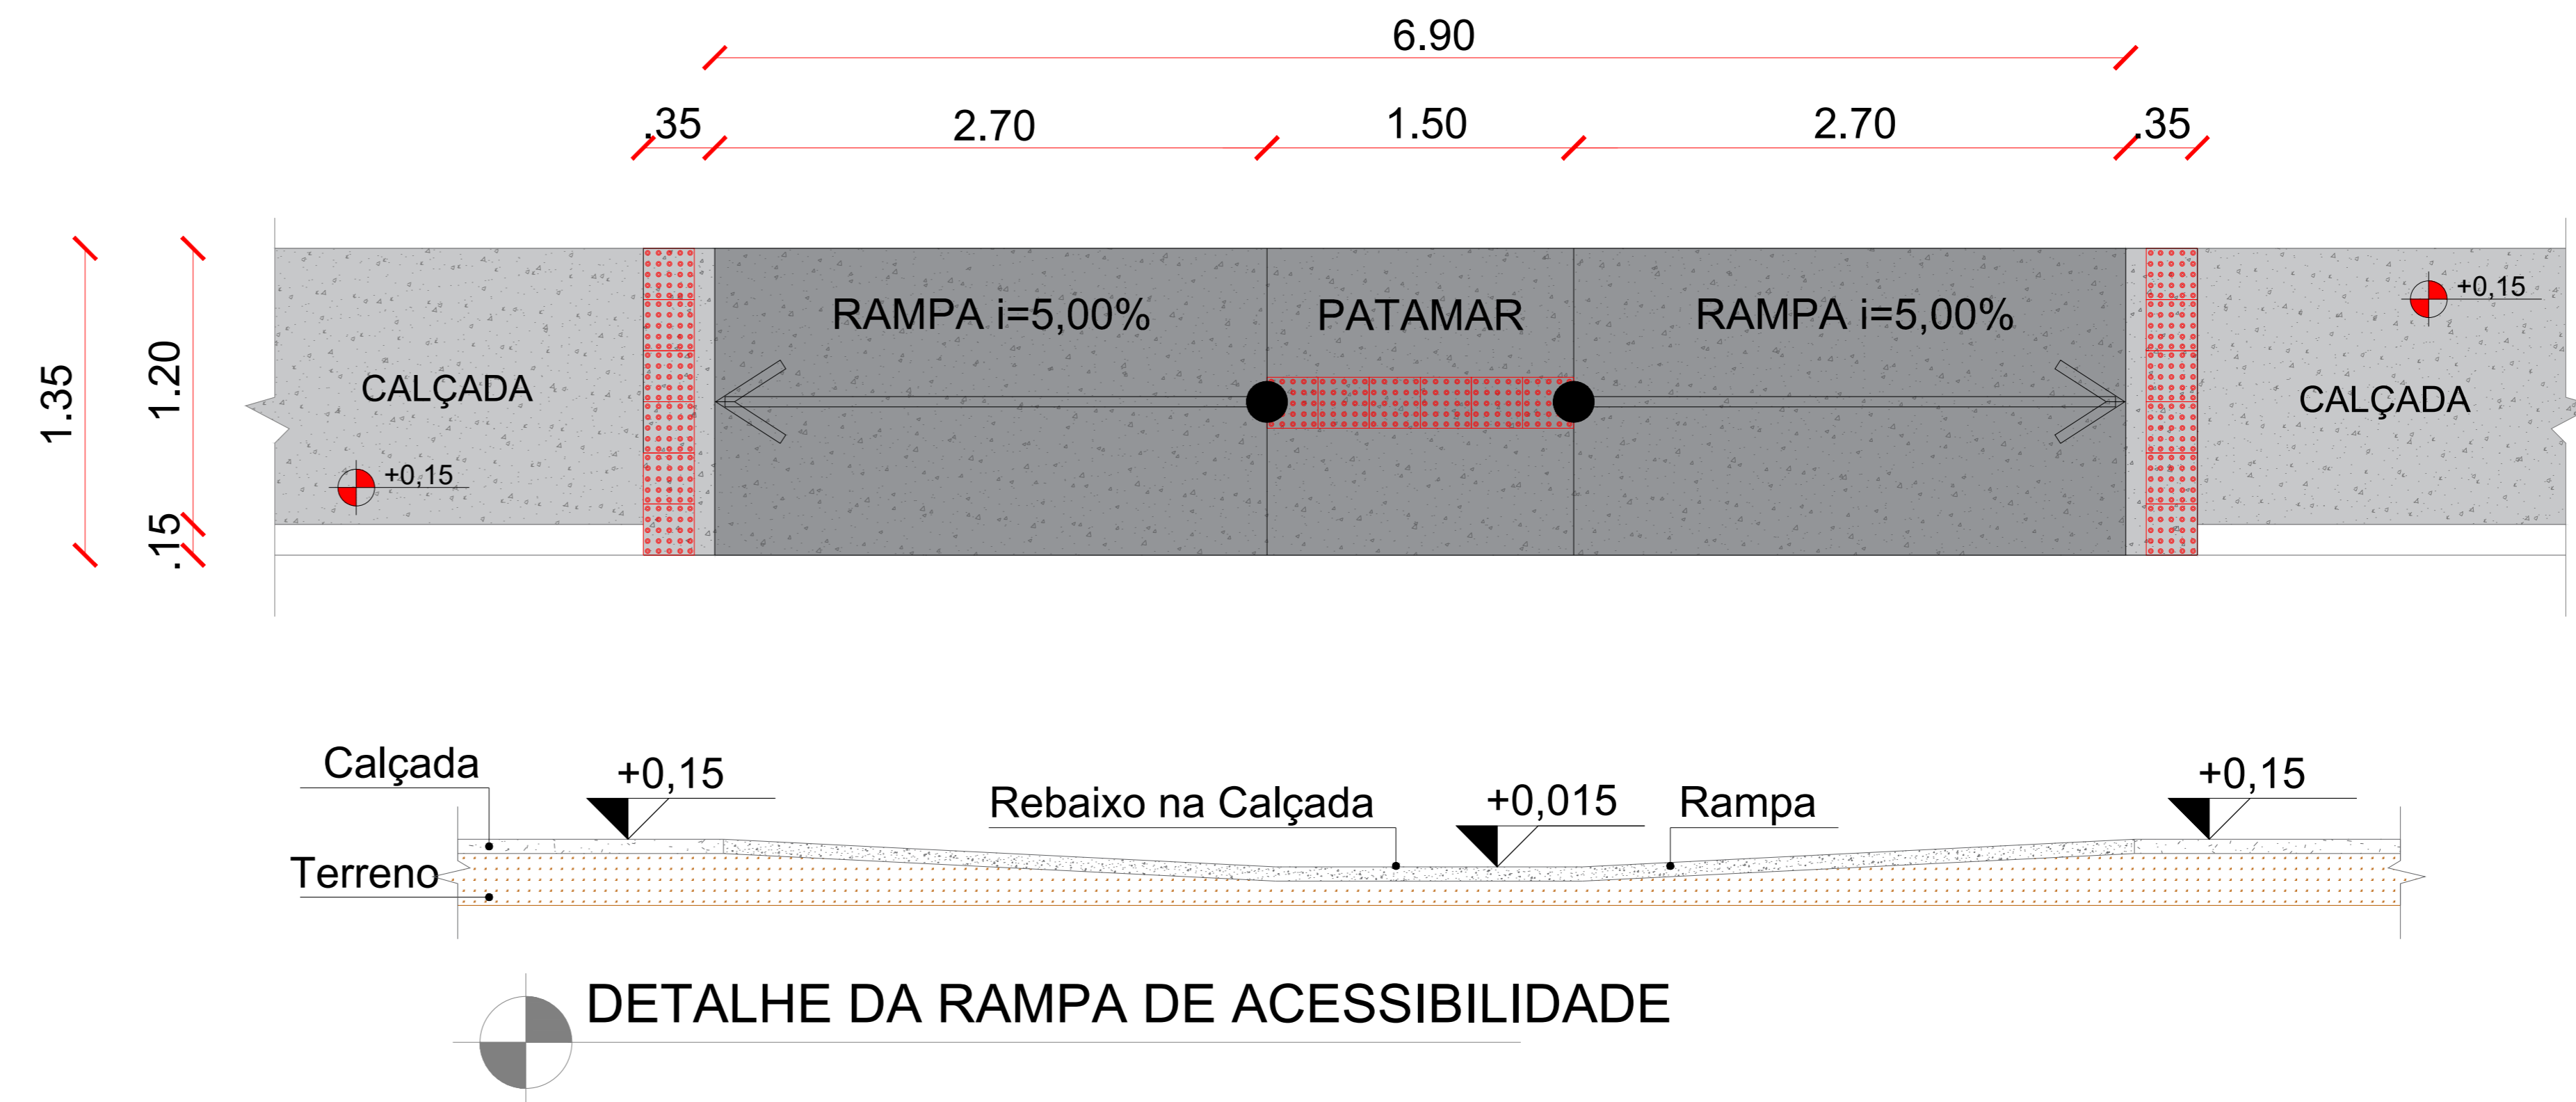 6.90
.35
2.70
1.50
2.70
.35
RAMPA i=5,00%
PATAMAR
RAMPA i=5,00%
+0,15
1.35
1.20
CALÇADA
CALÇADA
+0,15
.15
Calçada
+0,15
Rebaixo na Calçada
+0,015
Rampa
+0,15
Terreno
DETALHE DA RAMPA DE ACESSIBILIDADE